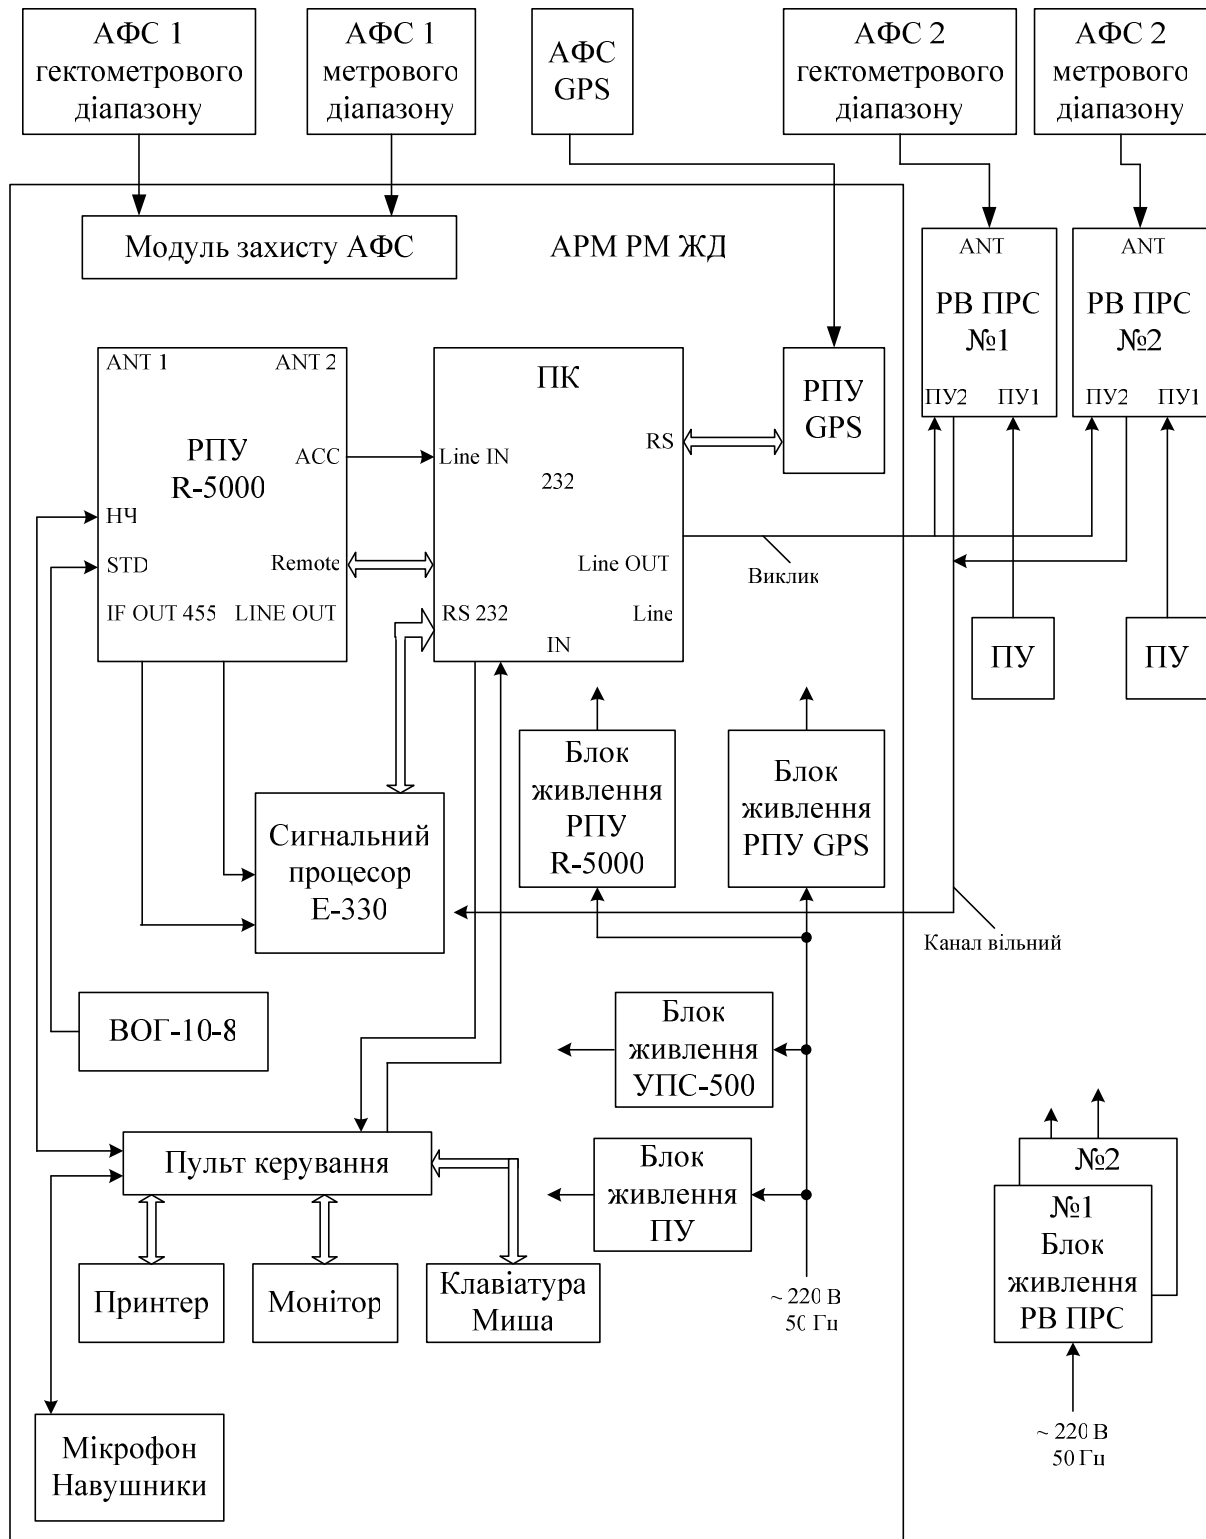 АФС 1
гектометрового
діапазону
АФС 1
метрового
діапазону
АФС
GPS
АФС 2
гектометрового
діапазону
АФС 2
метрового
діапазону
Модуль захисту АФС
АРМ РМ ЖД
ANT
РВ ПРС
№1
ПУ2 ПУ1
ANT
РВ ПРС
№2
ПУ2 ПУ1
ANT 1 ANT 2
РПУ
R-5000
ACC
НЧ
STD Remote
IF OUT 455 LINE OUT
ПК
RS
Line IN
232
Line OUT
RS 232 Line
IN
РПУ
GPS
Виклик
ПУ
ПУ
Блок
живлення
РПУ
R-5000
Блок
живлення
РПУ GPS
Сигнальний
процесор
Е-330
Канал вільний
ВОГ-10-8
Блок
живлення
УПС-500
Пульт керування
Блок
живлення
ПУ
№2
№1
Блок
живлення
РВ ПРС
Принтер
Монітор
Клавіатура
Миша
~ 220 В
50 Гц
~ 220 В
50 Гц
Мікрофон
Навушники